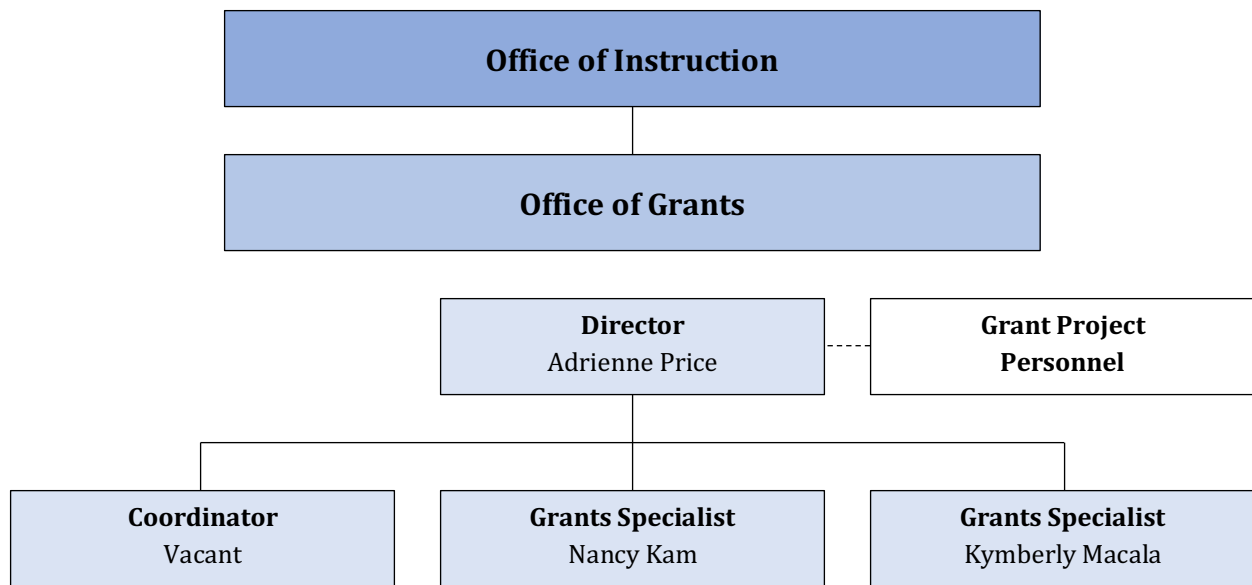 Office of Instruction
Office of Grants
Director
Adrienne Price
Grant Project
Personnel
Coordinator
Vacant
Grants Specialist
Nancy Kam
Grants Specialist
Kymberly Macala